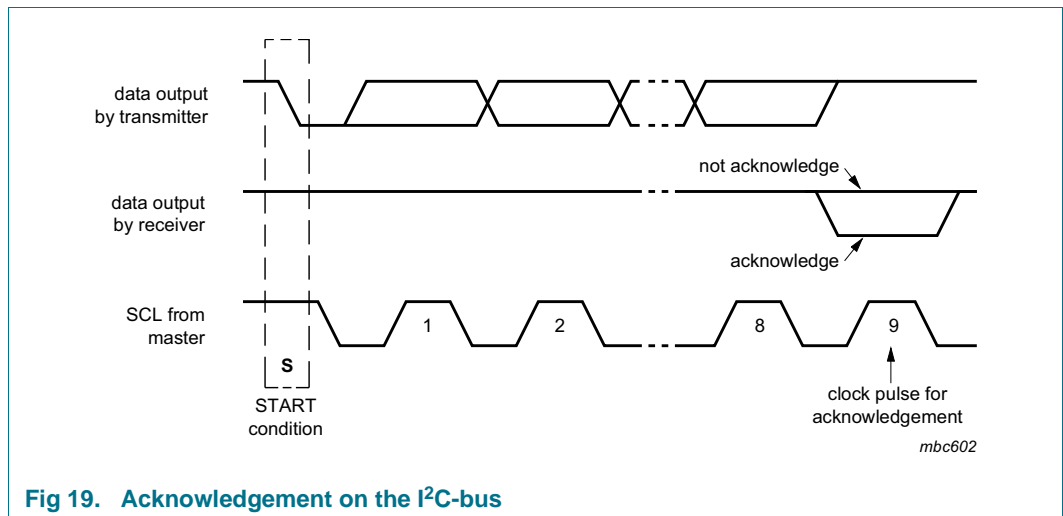 data output
by transmitter
not acknowledge
data output
by receiver
acknowledge
SCL from
master
1
2
8
9
S
START
condition
clock pulse for
acknowledgement
mbc602
Fig 19. Acknowledgement on the I²C-bus